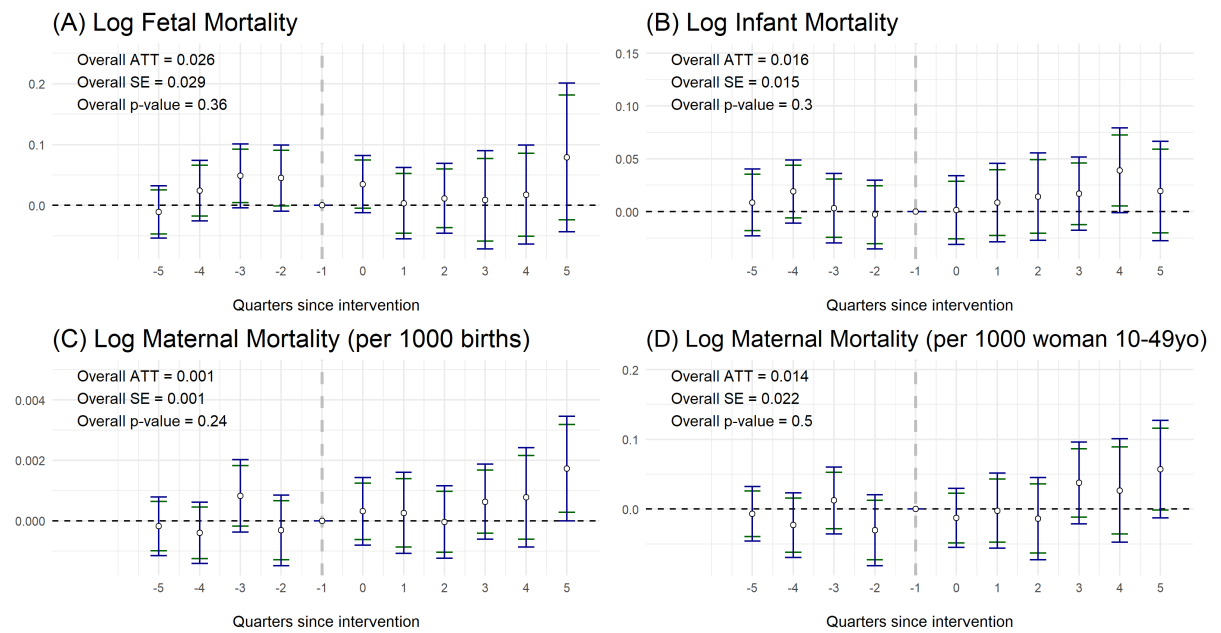 (A) Log Fetal Mortality
Overall ATT = 0.026
Overall SE = 0.029
Overall p-value = 0.36
0.2
0.1
0.0
-5 -4 -3 -2 -1 0 1 2 3 4 5
Quarters since intervention
(B) Log Infant Mortality
Overall ATT = 0.016
Overall SE = 0.015
Overall p-value = 0.3
0.15
0.10
0.05
0.00
-5 -4 -3 -2 -1 0 1 2 3 4 5
Quarters since intervention
(C) Log Maternal Mortality (per 1000 births)
Overall ATT = 0.001
Overall SE = 0.001
Overall p-value = 0.24
0.004
0.002
0.000
-5 -4 -3 -2 -1 0 1 2 3 4 5
Quarters since intervention
(D) Log Maternal Mortality (per 1000 woman 10-49yo)
Overall ATT = 0.014
Overall SE = 0.022
Overall p-value = 0.5
0.2
0.1
0.0
-5 -4 -3 -2 -1 0 1 2 3 4 5
Quarters since intervention